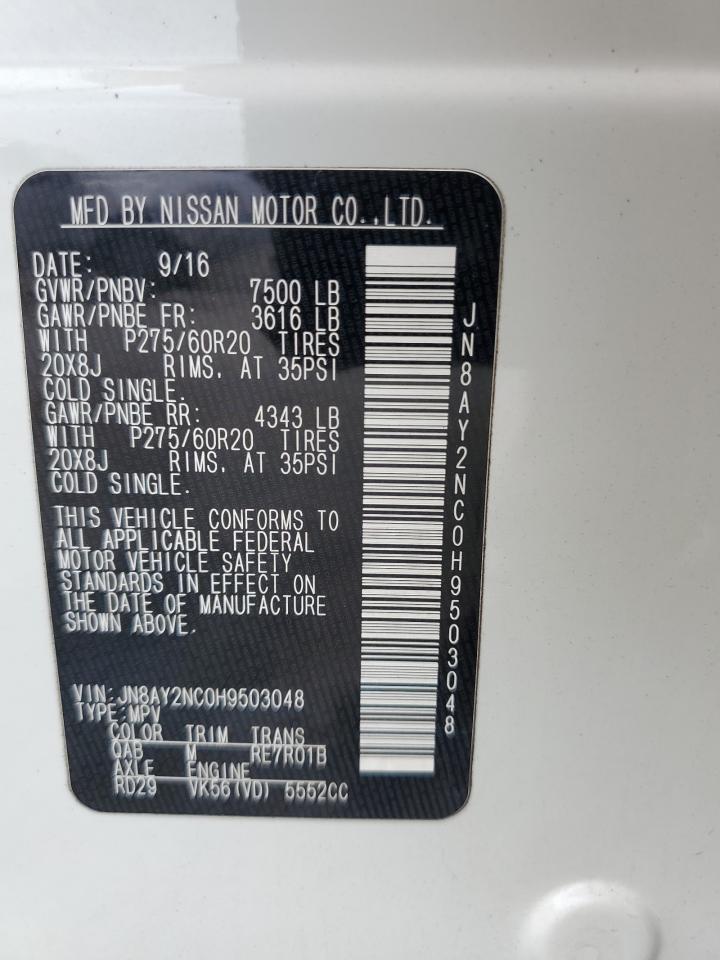 MFD BY NISSAN MOTOR CO.,LTD.
DATE: 9/16
GVWR/PNBV: 7500 LB
GAWR/PNBE FR: 3616 LB
WITH P275/60R20 TIRES
20X8J RIMS. AT 35PSI
COLD SINGLE.
GAWR/PNBE RR: 4343 LB
WITH P275/60R20 TIRES
20X8J RIMS. AT 35PSI
COLD SINGLE.
THIS VEHICLE CONFORMS TO
ALL APPLICABLE FEDERAL
MOTOR VEHICLE SAFETY
STANDARDS IN EFFECT ON
THE DATE OF MANUFACTURE
SHOWN ABOVE.
VIN:JN8AY2NC0H9503048
TYPE:MPV
COLOR TRIM TRANS
QAB M RE7R01B
AXLE ENGINE
RD29 VK56(VD) 5552CC
JN8AY2NC0H9503048